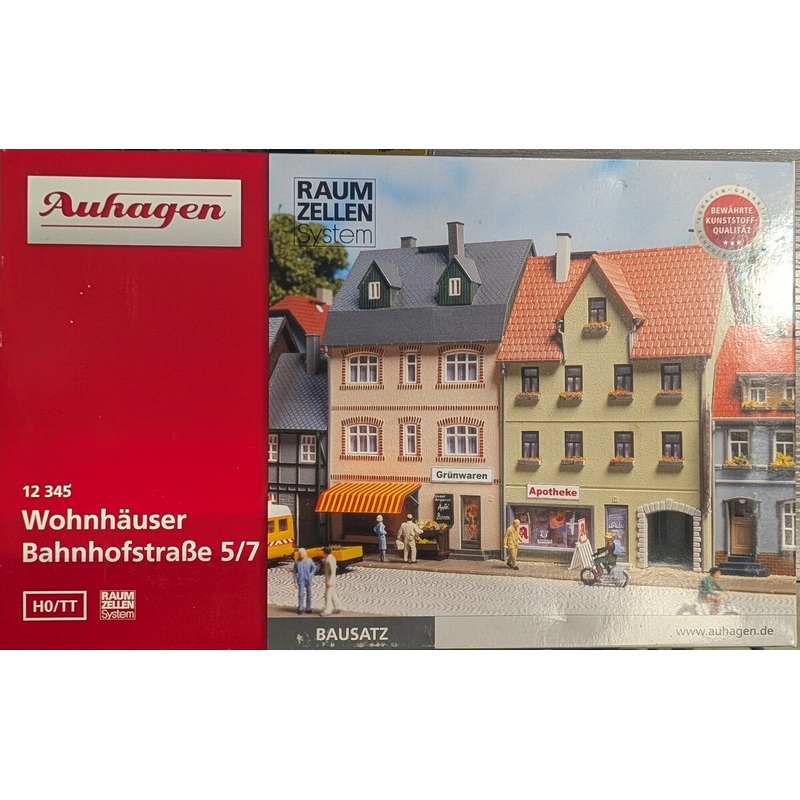 Auhagen
RAUM
ZELLEN
System
BEWÄHRTE
KUNSTSTOFF-
QUALITÄT
Grünwaren
Apotheke
12 345
Wohnhäuser
Bahnhofstraße 5/7
H0/TT
RAUM
ZELLEN
System
BAUSATZ
www.auhagen.de